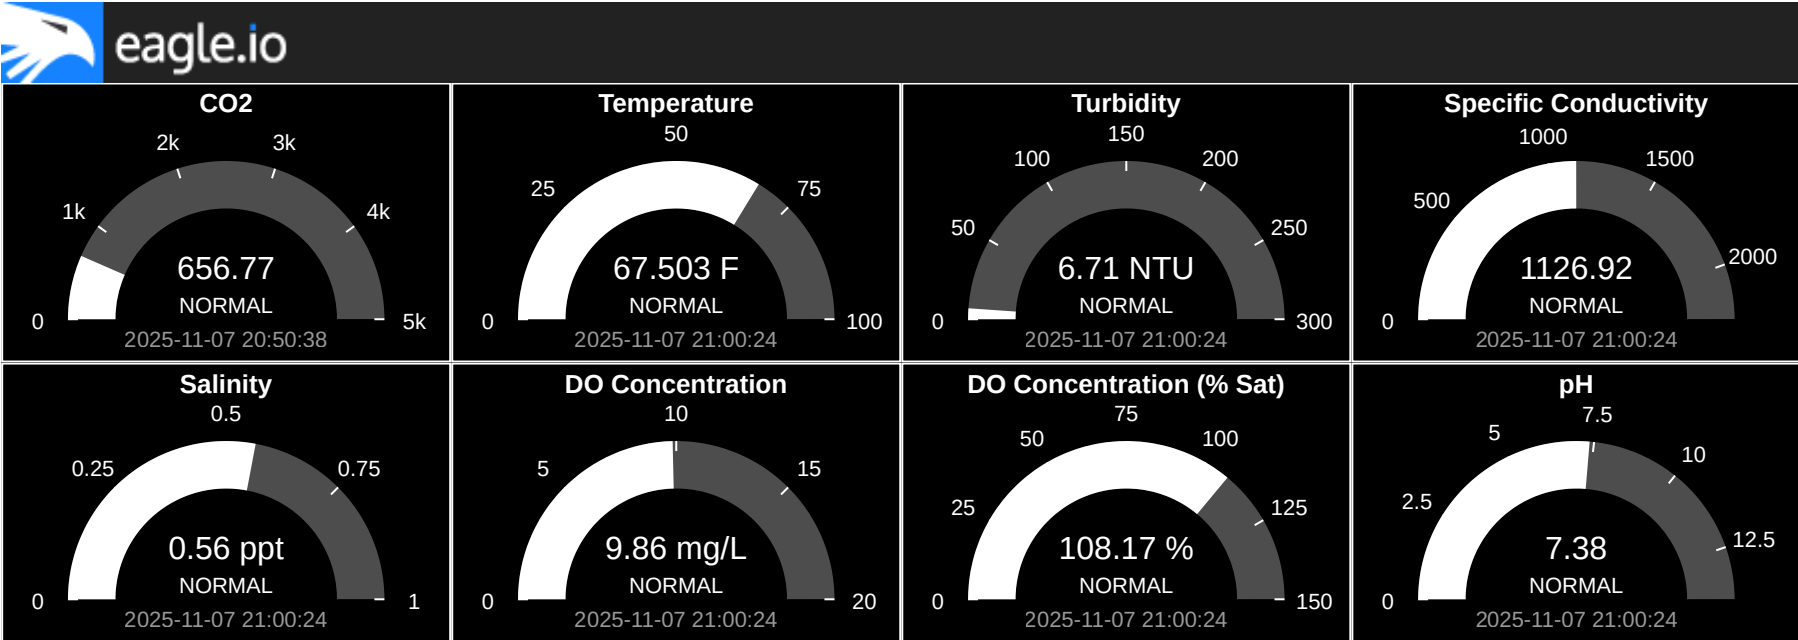 eagle.io
CO2
0
1k
2k
3k
4k
5k
656.77
NORMAL
2025-11-07 20:50:38
Temperature
0
25
50
75
100
67.503 F
NORMAL
2025-11-07 21:00:24
Turbidity
0
50
100
150
200
250
300
6.71 NTU
NORMAL
2025-11-07 21:00:24
Specific Conductivity
0
500
1000
1500
2000
1126.92
NORMAL
2025-11-07 21:00:24
Salinity
0
0.25
0.5
0.75
1
0.56 ppt
NORMAL
2025-11-07 21:00:24
DO Concentration
0
5
10
15
20
9.86 mg/L
NORMAL
2025-11-07 21:00:24
DO Concentration (% Sat)
0
25
50
75
100
125
150
108.17 %
NORMAL
2025-11-07 21:00:24
pH
0
2.5
5
7.5
10
12.5
7.38
NORMAL
2025-11-07 21:00:24